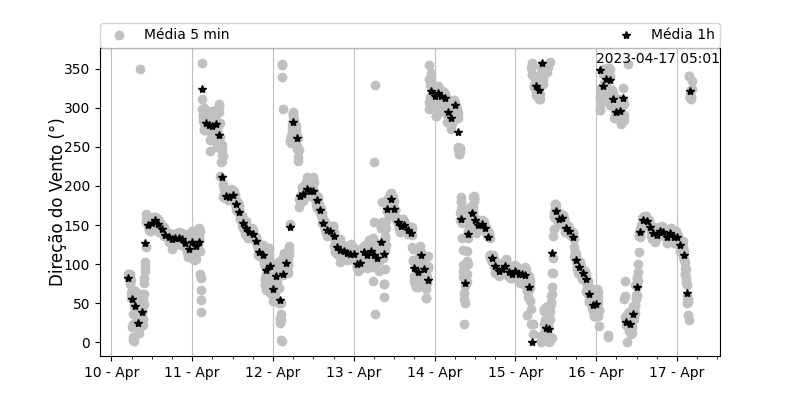 Média 5 min
Média 1h
2023-04-17 05:01
Direção do Vento (°)
350
300
250
200
150
100
50
0
10 - Apr
11 - Apr
12 - Apr
13 - Apr
14 - Apr
15 - Apr
16 - Apr
17 - Apr